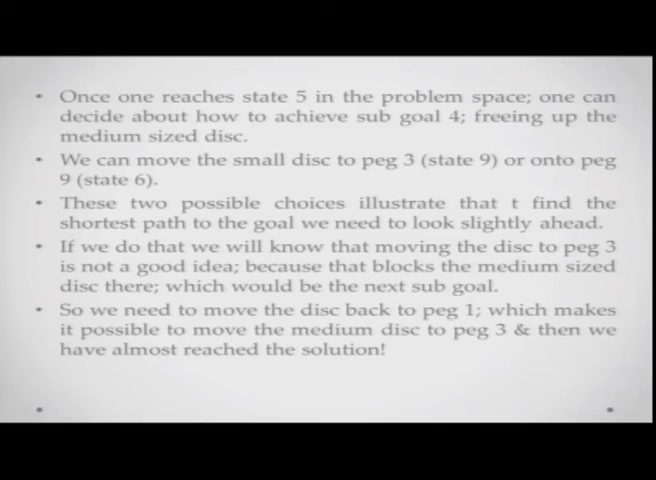 • Once one reaches state 5 in the problem space; one can
decide about how to achieve sub goal 4; freeing up the
medium sized disc.
• We can move the small disc to peg 3 (state 9) or onto peg
9 (state 6).
• These two possible choices illustrate that t find the
shortest path to the goal we need to look slightly ahead.
• If we do that we will know that moving the disc to peg 3
is not a good idea; because that blocks the medium sized
disc there; which would be the next sub goal.
• So we need to move the disc back to peg 1; which makes
it possible to move the medium disc to peg 3 & then we
have almost reached the solution!